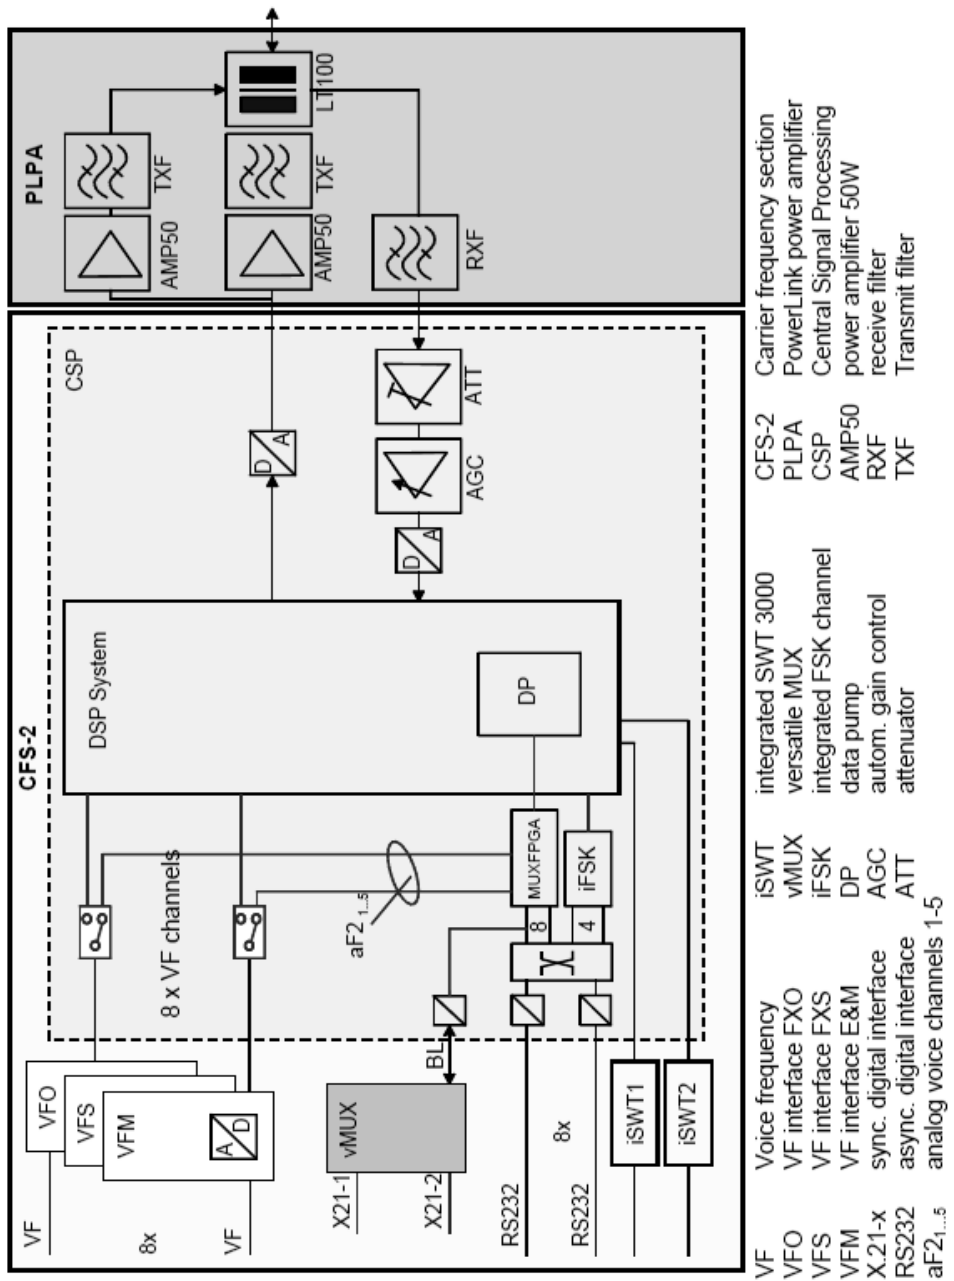 CFS-2
PLPA
CSP
VF
8x
VF
VFO
VFS
VFM
A
D
8 x VF channels
aF2 1...5
DSP System
DP
D
A
AMP50
TXF
AMP50
TXF
LT100
RXF
ATT
AGC
D
A
X21-1
X21-2
vMUX
BL
RS232
RS232
8x
8
4
MUXFPGA
iFSK
iSWT1
iSWT2
VF Voice frequency
VFO VF interface FXO
VFS VF interface FXS
VFM VF interface E&M
X.21-x sync. digital interface
RS232 async. digital interface
aF21...5 analog voice channels 1-5
iSWT integrated SWT 3000
vMUX versatile MUX
iFSK integrated FSK channel
DP data pump
AGC autom. gain control
ATT attenuator
CFS-2 Carrier frequency section
PLPA PowerLink power amplifier
CSP Central Signal Processing
AMP50 power amplifier 50W
RXF receive filter
TXF Transmit filter